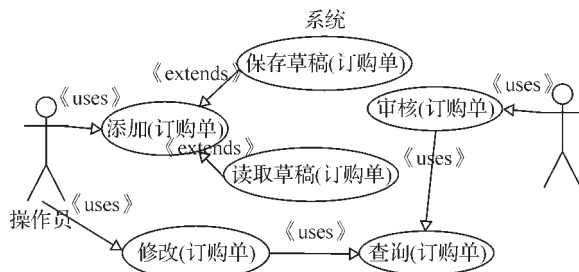 系统
保存草稿(订购单)
《extends》
《uses》
《uses》
添加(订购单)
审核(订购单)
《extends》
《uses》
读取草稿(订购单)
操作员
《uses》
《uses》
修改(订购单)
查询(订购单)